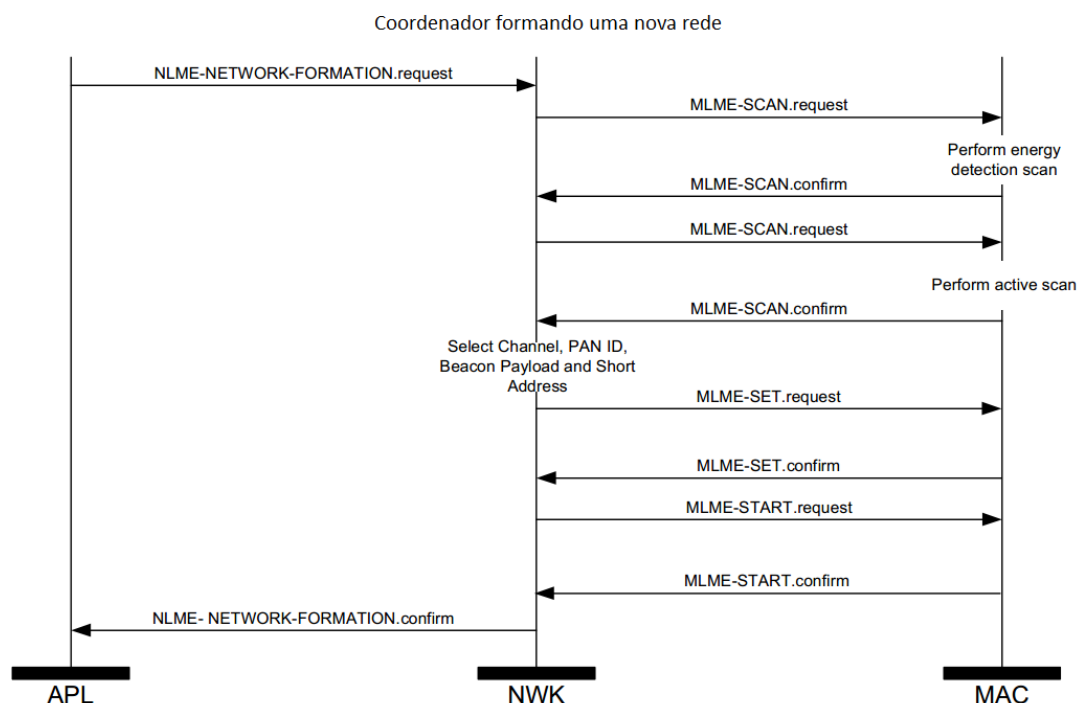 Coordenador formando uma nova rede
NLME-NETWORK-FORMATION.request
MLME-SCAN.request
Perform energy
detection scan
MLME-SCAN.confirm
MLME-SCAN.request
Perform active scan
MLME-SCAN.confirm
Select Channel, PAN ID,
Beacon Payload and Short
Address
MLME-SET.request
MLME-SET.confirm
MLME-START.request
MLME-START.confirm
NLME- NETWORK-FORMATION.confirm
APL NWK MAC